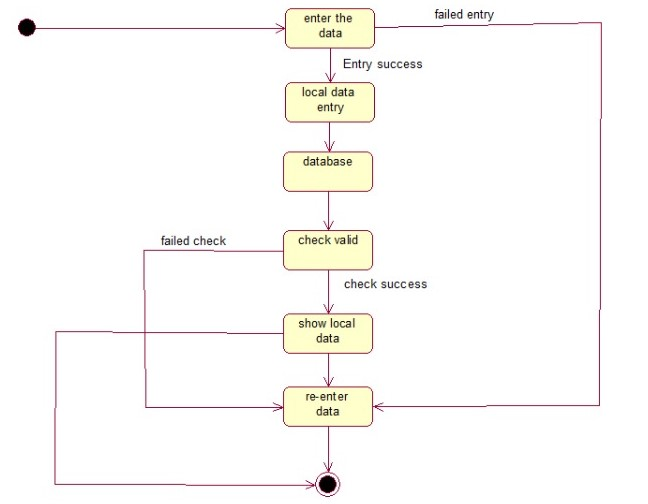 failed entry
enter the
data
Entry success
local data
entry
database
failed check
check valid
check success
show local
data
re-enter
data